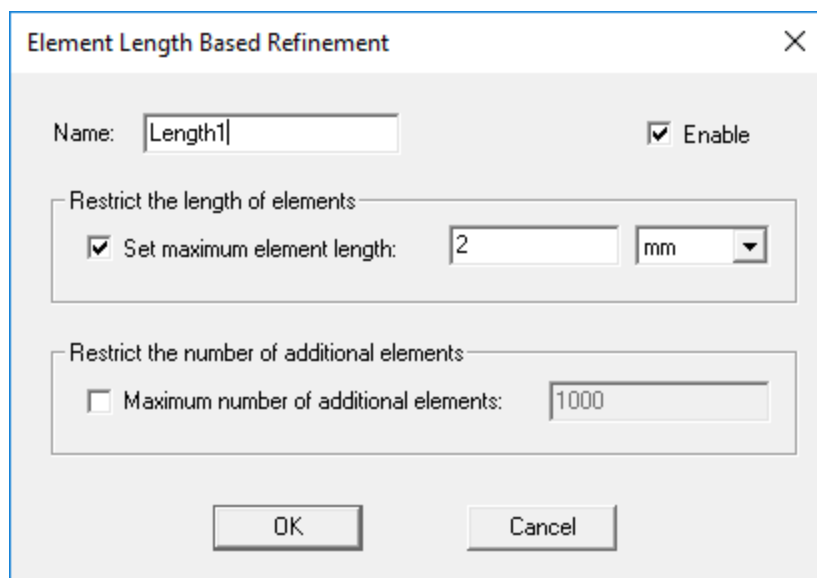 Element Length Based Refinement
Name: Length1 Enable
Restrict the length of elements
Set maximum element length: 2 mm
Restrict the number of additional elements
Maximum number of additional elements: 1000
OK Cancel